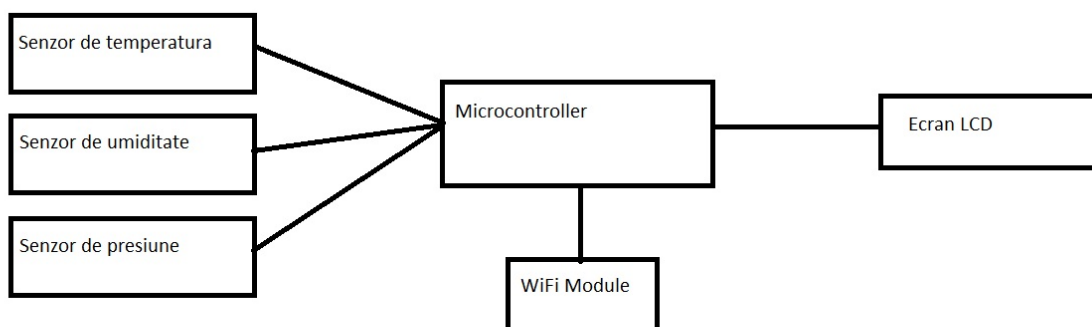 Senzor de temperatura
Senzor de umiditate
Senzor de presiune
Microcontroller
WiFi Module
Ecran LCD